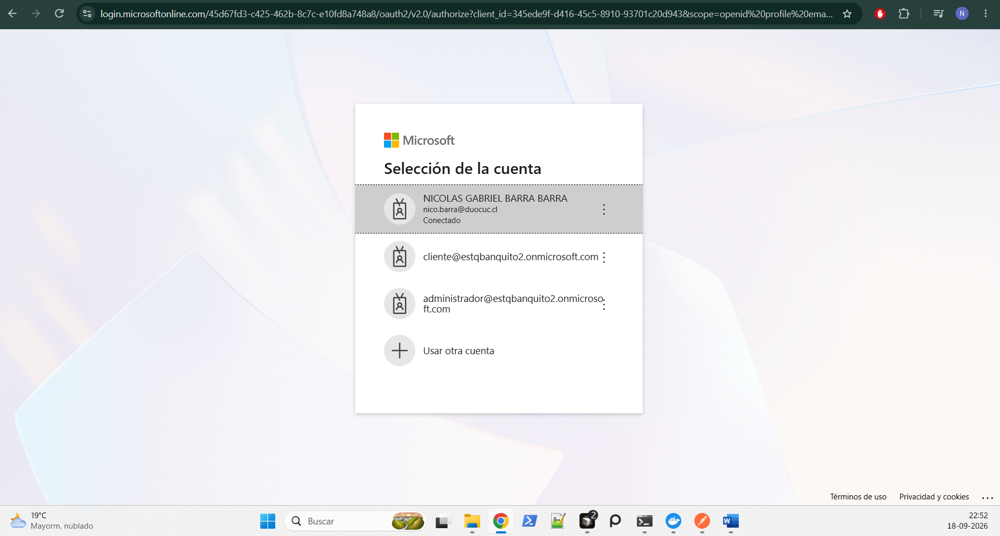 login.microsoftonline.com/45d67fd3-c425-462b-8c7c-e10fd8a748a8/oauth2/v2.0/authorize?client_id=345ede9f-d416-45c5-8910-93701c20d943&scope=openid%20profile%20ema...
N
Microsoft
Selección de la cuenta
NICOLAS GABRIEL BARRA BARRA
nico.barra@duocuc.cl
Conectado
cliente@estqbanquito2.onmicrosoft.com
administrador@estqbanquito2.onmicroso
ft.com
Usar otra cuenta
Términos de uso Privacidad y cookies ...
19°C
Mayorm. nublado
Buscar
2
22:52
18-09-2026